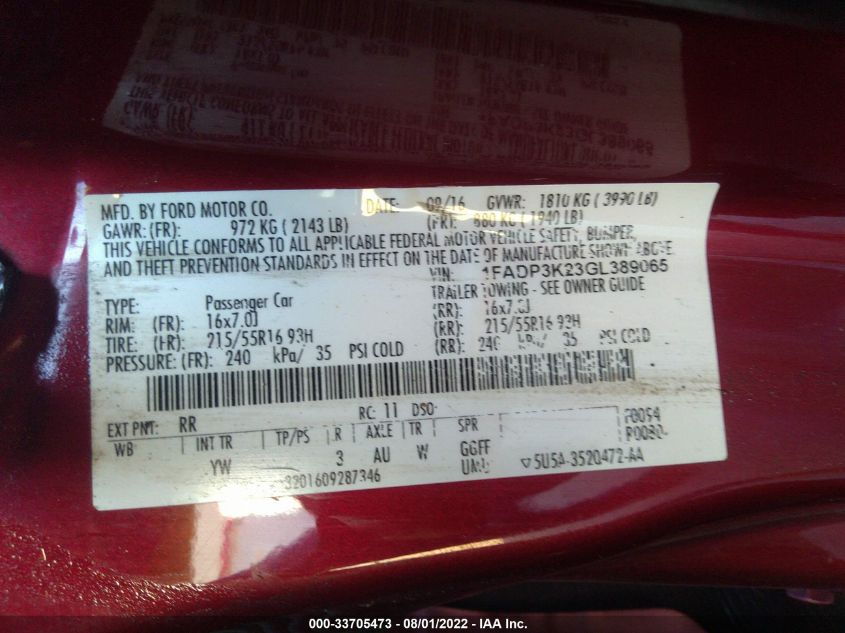 MFD. BY FORD MOTOR CO. DATE: 09/16 GVWR: 1810 KG ( 3990 LB)
GAWR: (FR): 972 KG ( 2143 LB) (RR): 880 KG ( 1940 LB)
THIS VEHICLE CONFORMS TO ALL APPLICABLE FEDERAL MOTOR VEHICLE SAFETY, BUMPER,
AND THEFT PREVENTION STANDARDS IN EFFECT ON THE DATE OF MANUFACTURE SHOWN ABOVE.
VIN: 1FADP3K23GL389065
TYPE: Passenger Car TRAILER TOWING - SEE OWNER GUIDE
RIM: (FR): 16x7.0J (RR): 16x7.0J
TIRE: (FR): 215/55R16 93H (RR): 215/55R16 93H
PRESSURE: (FR): 240 kPa/ 35 PSI COLD (RR): 240 kPa/ 35 PSI COLD
EXT PNT: RR RC: 11 DSO: F0054
WB INT TR TP/PS R AXLE TR SPR
YW 3 AU W GGFF
3201609287346 ▽5U5A-3520472-AA
000-33705473 - 08/01/2022 - IAA Inc.